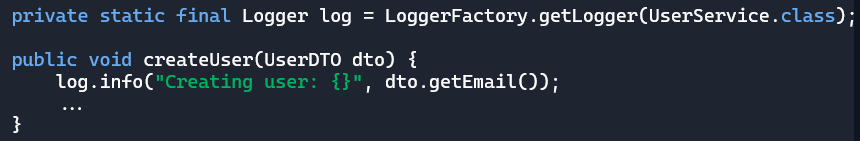 private static final Logger log = LoggerFactory.getLogger(UserService.class);
public void createUser(UserDTO dto) {
    log.info("Creating user: {}", dto.getEmail());
    ...
}